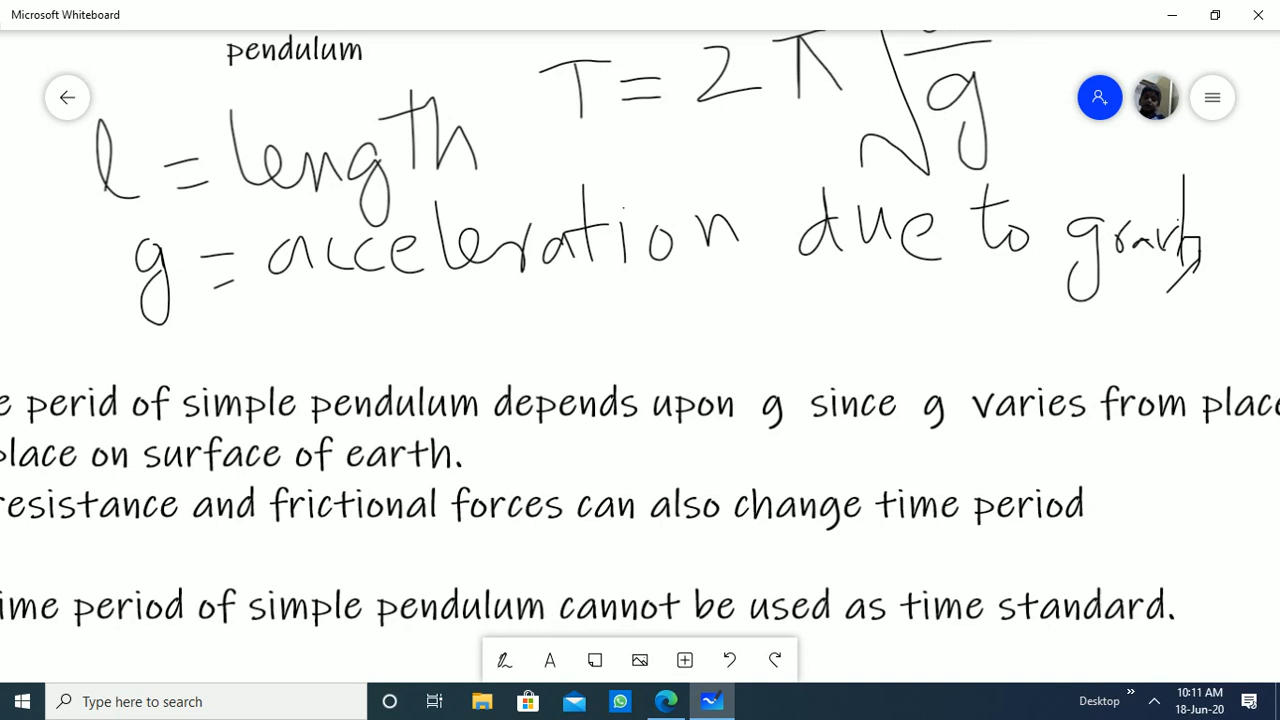 Microsoft Whiteboard
pendulum
T = 2 π √ g
l = length
g = acceleration due to gravity
e perid of simple pendulum depends upon g since g varies from place
place on surface of earth.
resistance and frictional forces can also change time period
ime period of simple pendulum cannot be used as time standard.
A
Type here to search
Desktop
10:11 AM
18-Jun-20